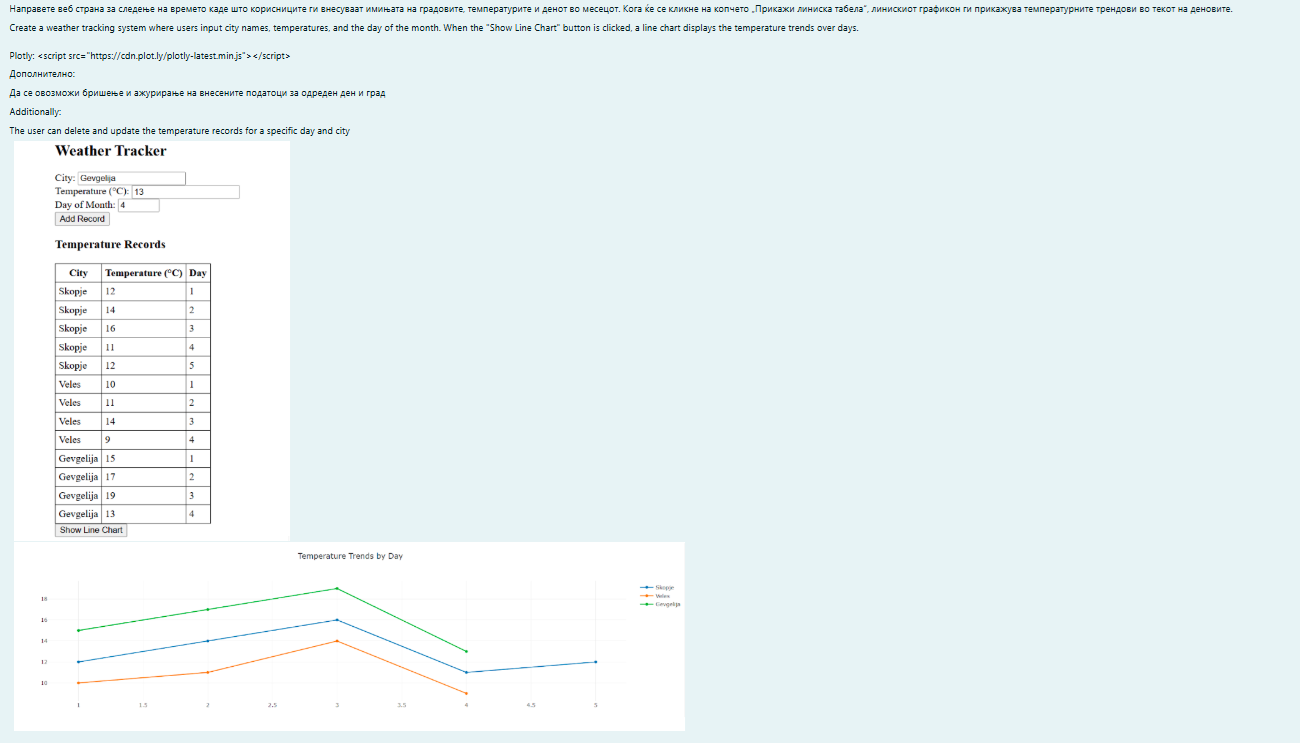 Направете веб страна за следење на времето каде што корисниците ги внесуваат имињата на градовите, температурите и денот во месецот. Кога ќе се кликне на копчето „Прикажи линиска табела“, линискиот графикон ги прикажува температурните трендови во текот на деновите.
Create a weather tracking system where users input city names, temperatures, and the day of the month. When the "Show Line Chart" button is clicked, a line chart displays the temperature trends over days.
Plotly: <script src="https://cdn.plot.ly/plotly-latest.min.js"></script>
Дополнително:
Да се овозможи бришење и ажурирање на внесените податоци за одреден ден и град
Additionally:
The user can delete and update the temperature records for a specific day and city
Weather Tracker
City: Gevgelija
Temperature (°C): 13
Day of Month: 4
Add Record
Temperature Records
City Temperature (°C) Day
Skopje 12 1
Skopje 14 2
Skopje 16 3
Skopje 11 4
Skopje 12 5
Veles 10 1
Veles 11 2
Veles 14 3
Veles 9 4
Gevgelija 15 1
Gevgelija 17 2
Gevgelija 19 3
Gevgelija 13 4
Show Line Chart
Temperature Trends by Day
Skopje
Veles
Gevgelija
18
16
14
12
10
1 1.5 2 2.5 3 3.5 4 4.5 5